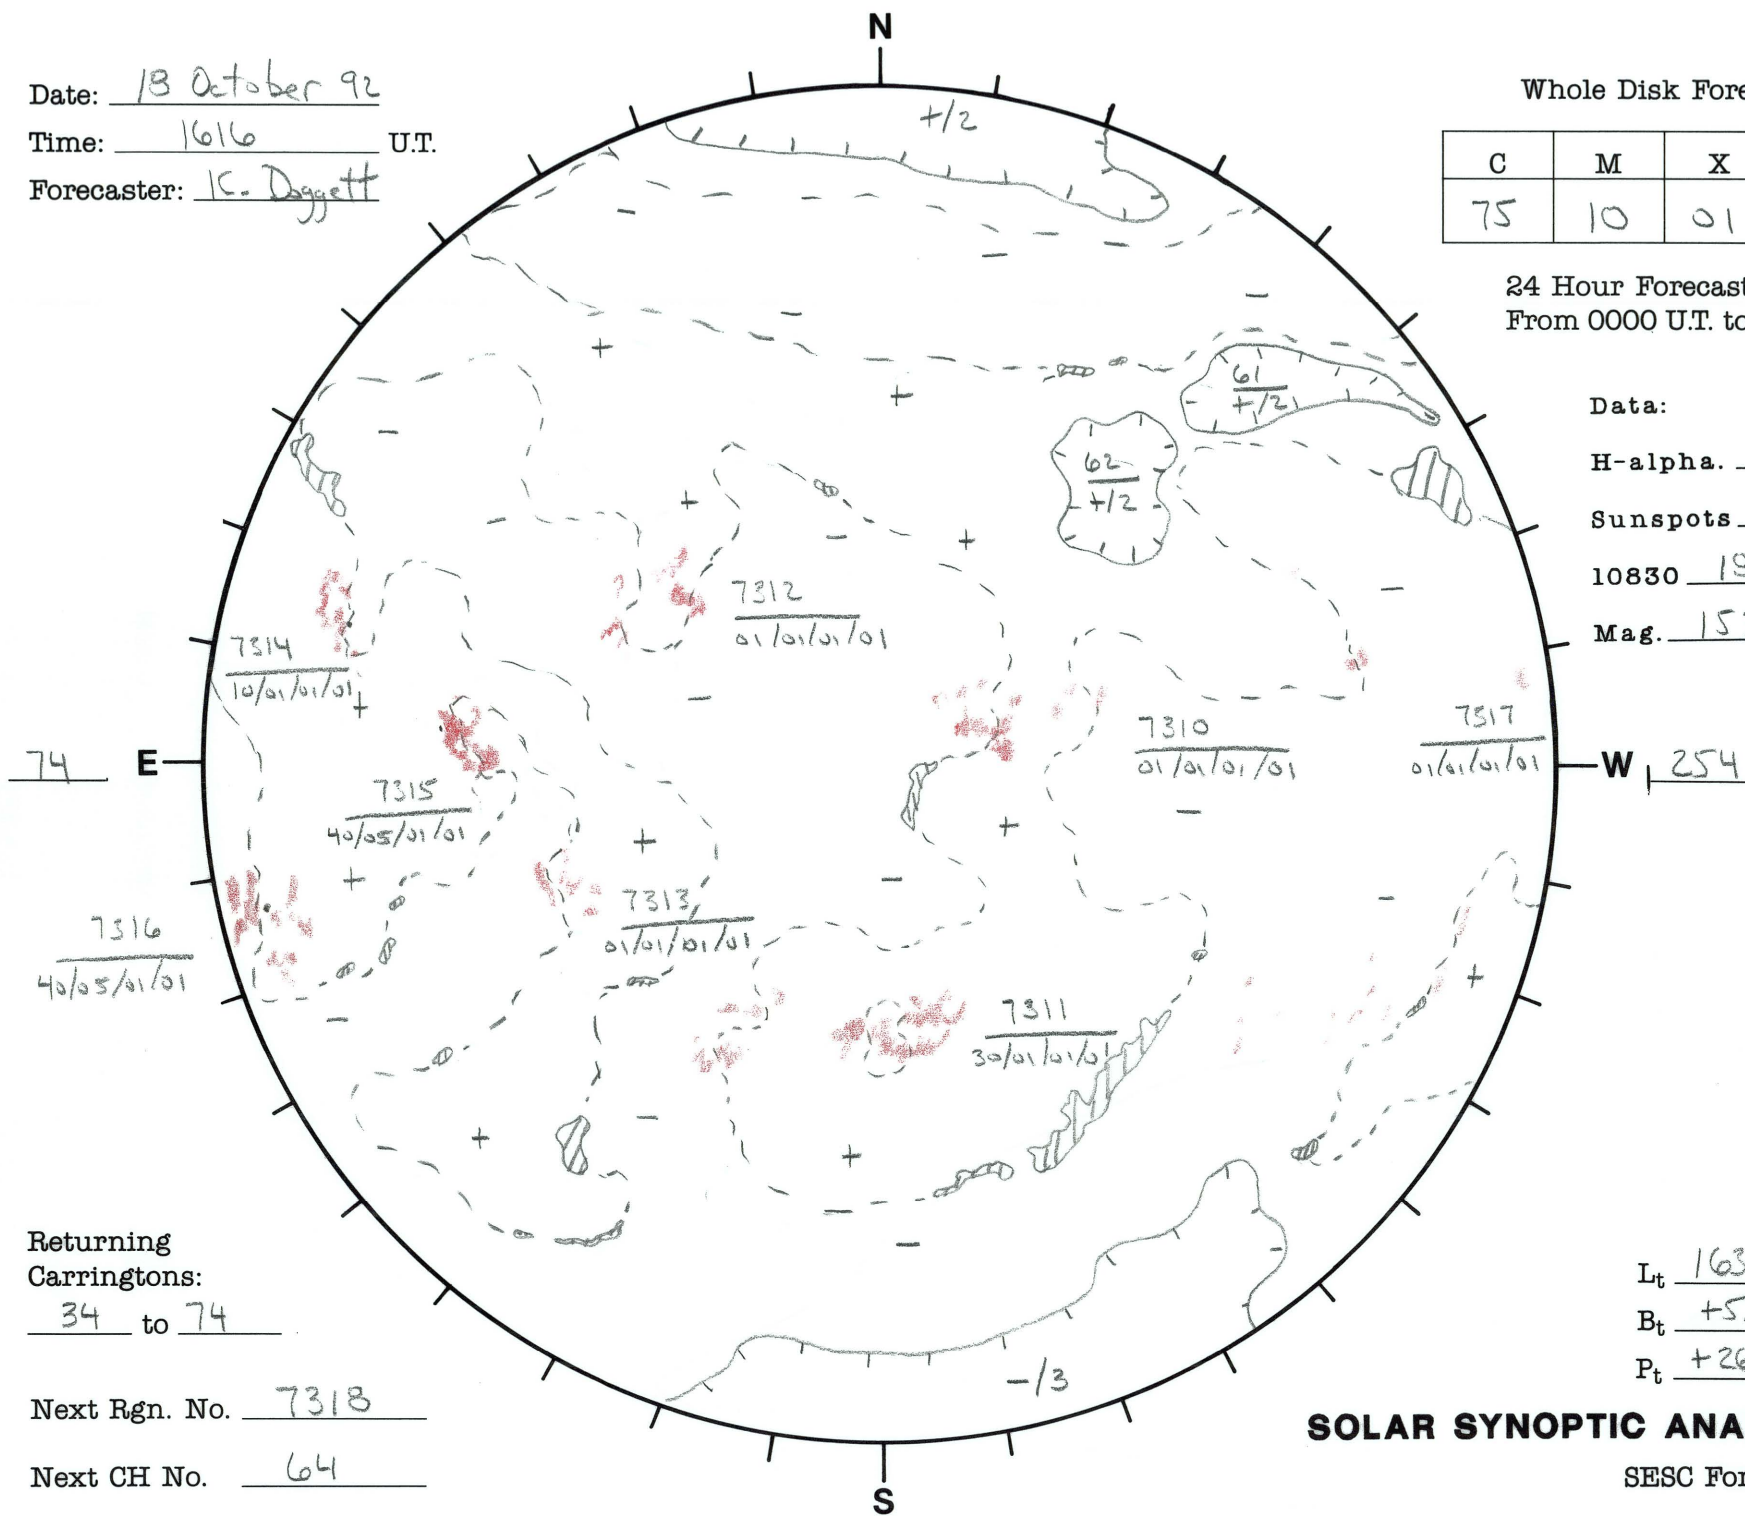 N
Date: 18 October 92
Time: 1616 U.T.
Forecaster: K. Doggett
Whole Disk Fore
C M X
75 10 01
24 Hour Forecast
From 0000 U.T. to
Data:
H-alpha.
Sunspots
10830
Mag.
+/2
61
+/2
62
+/2
7312
01/01/01/01
7314
10/01/01/01
7310
01/01/01/01
7317
01/01/01/01
74 E
W 254
7315
40/05/01/01
7313
01/01/01/01
7316
40/05/01/01
7311
30/01/01/01
-/3
Returning
Carringtons:
34 to 74
Next Rgn. No. 7318
Next CH No. 64
Lt 163
Bt +5.
Pt +26
SOLAR SYNOPTIC ANA
SESC For
S